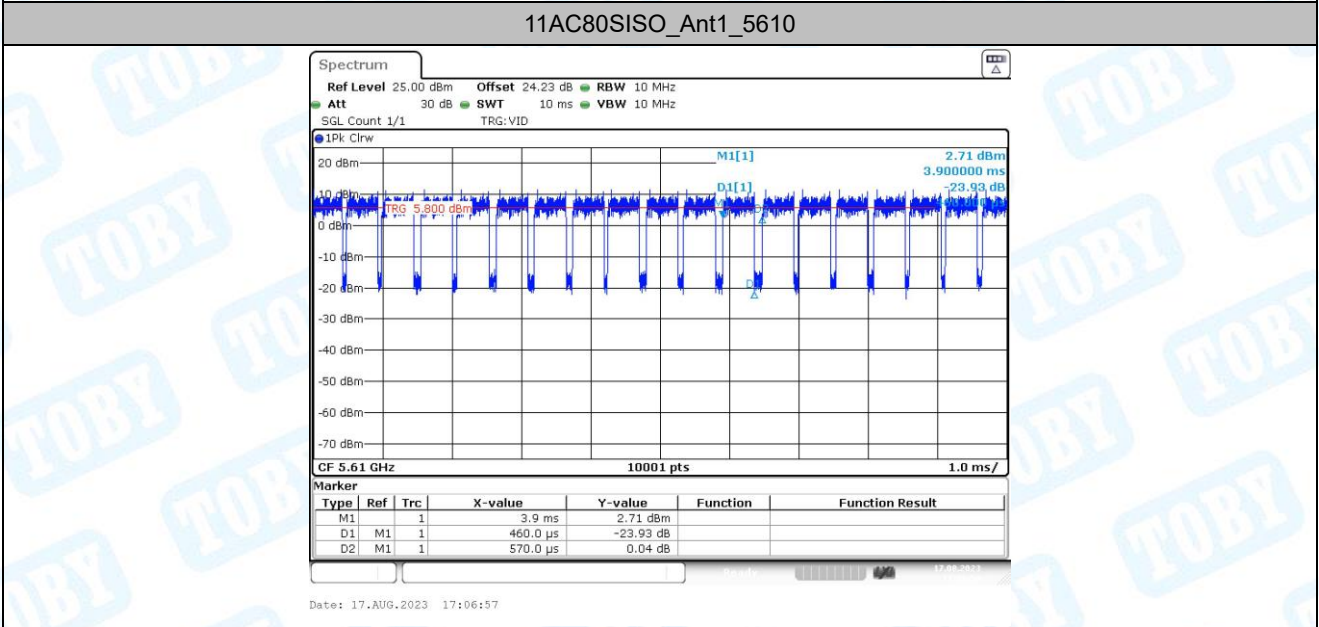 11AC80SISO_Ant1_5610
Spectrum
Ref Level 25.00 dBm Offset 24.23 dB RBW 10 MHz
Att 30 dB SWT 10 ms VBW 10 MHz
SGL Count 1/1 TRG:VID
1Pk Clrw
M1[1] 2.71 dBm
3.900000 ms
D1[1] -23.93 dB
20 dBm
10 dBm
TRG 5.800 dBm
0 dBm
-10 dBm
-20 dBm
-30 dBm
-40 dBm
-50 dBm
-60 dBm
-70 dBm
CF 5.61 GHz 10001 pts 1.0 ms/
Marker
Type Ref Trc X-value Y-value Function Function Result
M1 1 3.9 ms 2.71 dBm
D1 M1 1 460.0 µs -23.93 dB
D2 M1 1 570.0 µs 0.04 dB
Date: 17.AUG.2023 17:06:57
TOBY